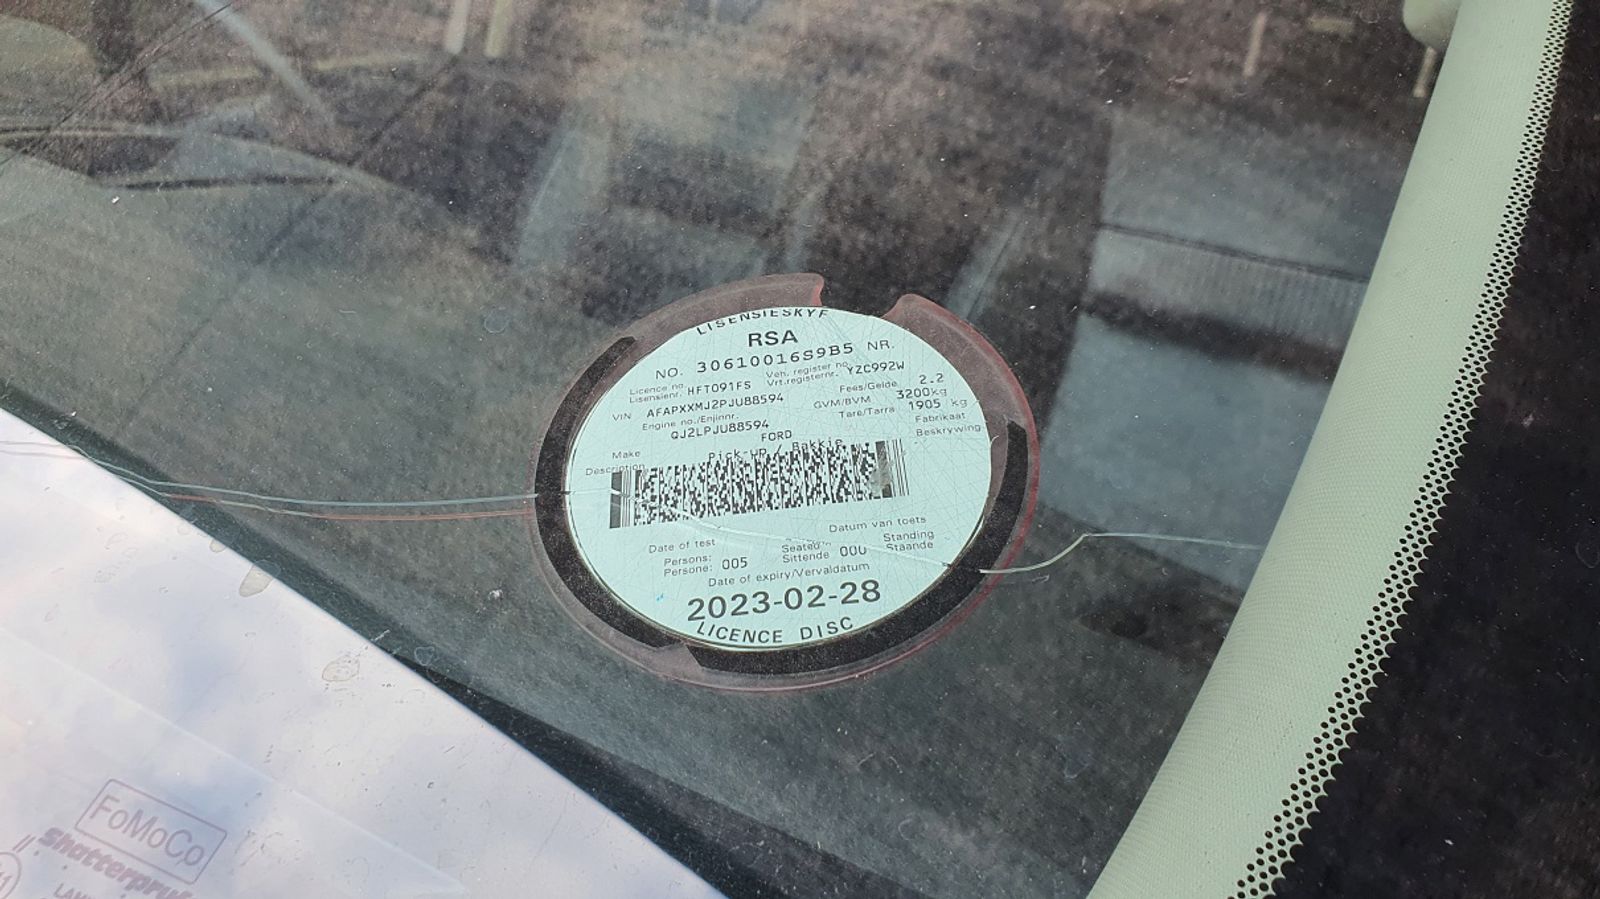 LISENSIESKYF
RSA
NO. 30610016S9B5 NR.
Licence no. Lisensienr. HFT091FS Veh. register no. Vrt.registernr. YZC992W
VIN AFAPXXMJ2PJU88594 Fees/Gelde 2.2
Engine no./Enjinnr. GVM/BVM 3200kg
QJ2LPJU88594 Tare/Tarra 1905 kg
Make FORD Fabrikaat
Description Pick-up / Bakkie Beskrywing
Date of test Datum van toets
Persons: Persone: 005 Seated Sittende 000 Standing Staande
Date of expiry/Vervaldatum
2023-02-28
LICENCE DISC
FoMoCo